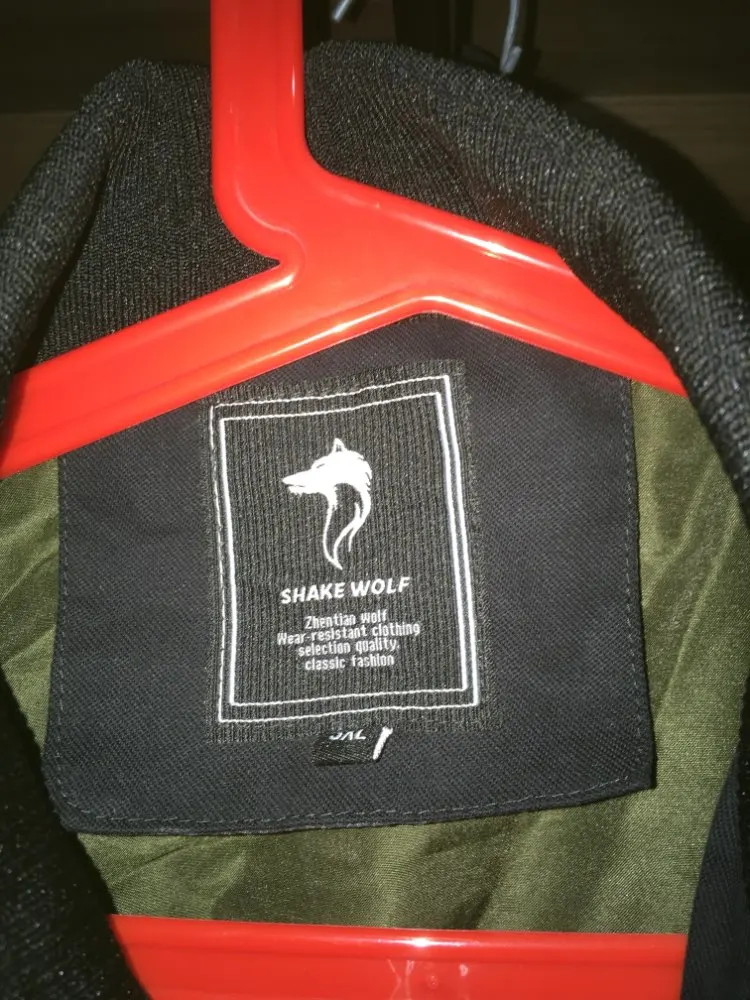 SHAKE WOLF
Zhentian wolf
Wear-resistant clothing
selection quality,
classic fashion